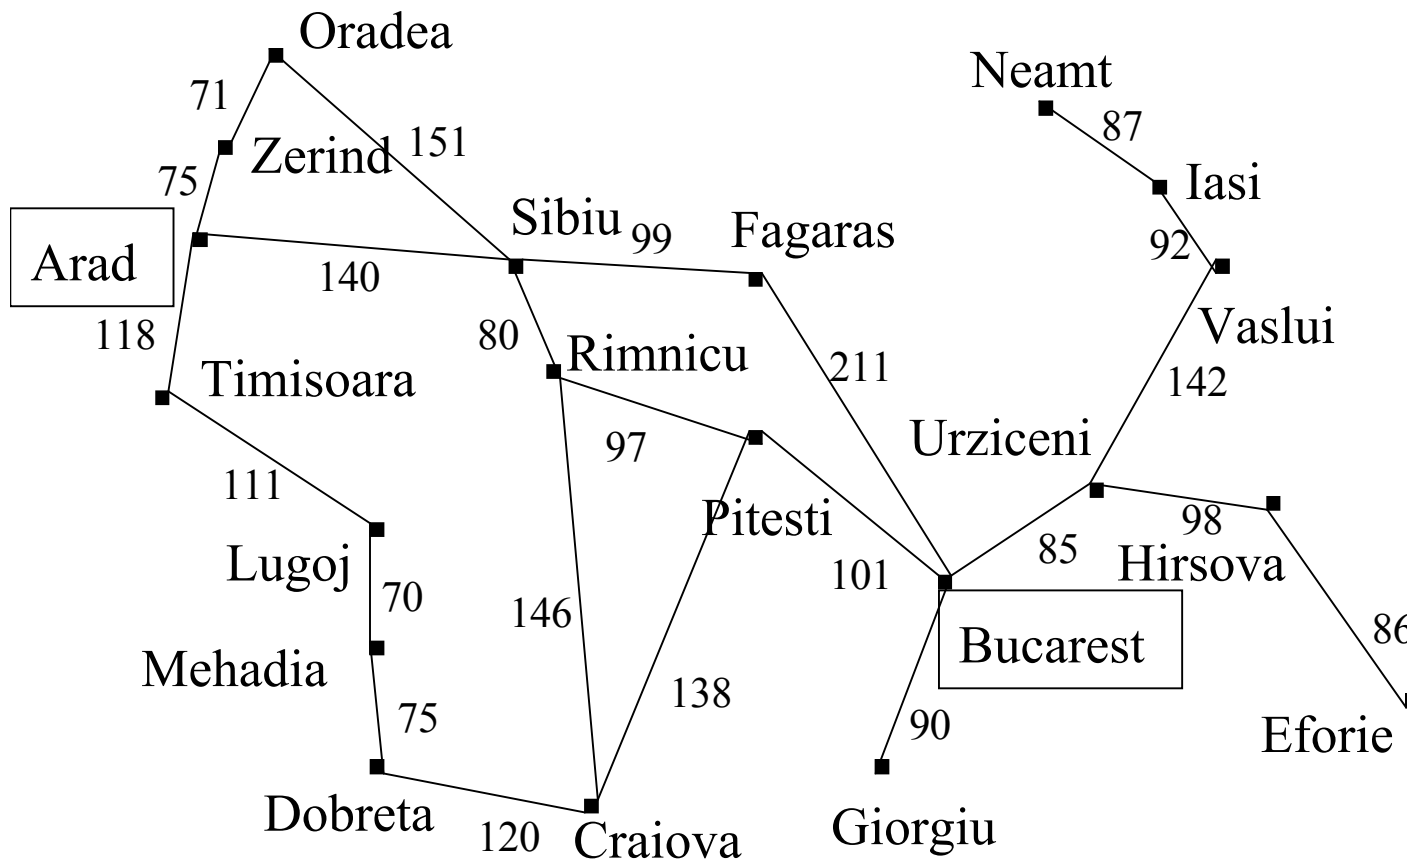 Oradea
Neamt
71
87
Zerind
151
75
Iasi
Sibiu
99
Fagaras
92
Arad
140
118
80
Rimnicu
Vaslui
Timisoara
211
142
97
Urziceni
111
Pitesti
98
Lugoj
85
Hirsova
101
70
146
86
Bucarest
Mehadia
138
75
90
Eforie
Dobreta
120
Craiova
Giorgiu